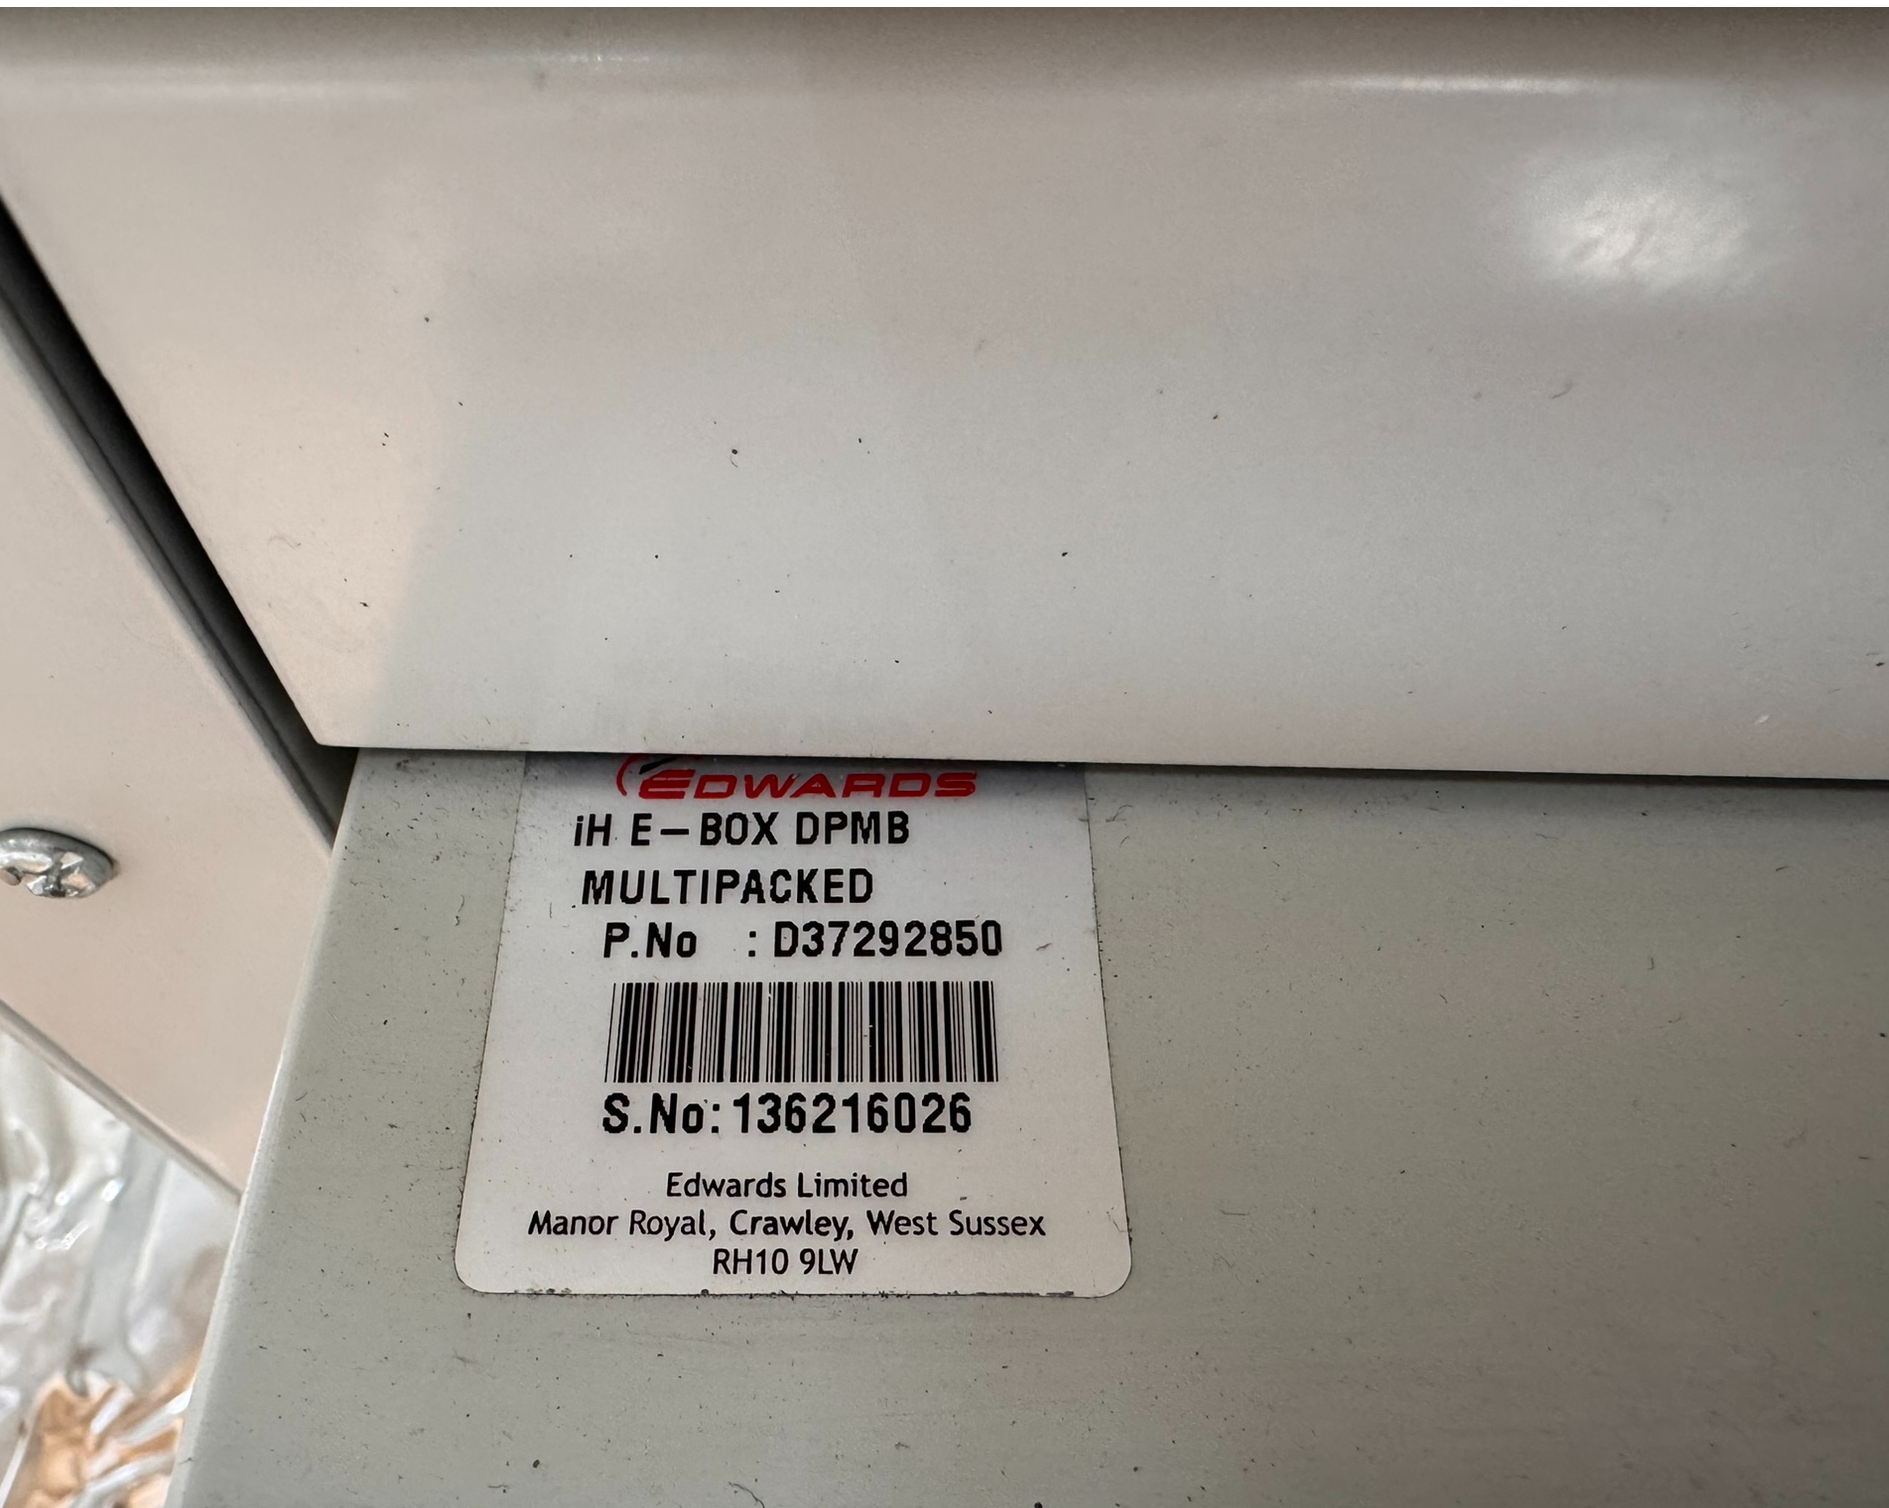 EDWARDS
iH E-BOX DPMB
MULTIPACKED
P.No : D37292850
S.No: 136216026
Edwards Limited
Manor Royal, Crawley, West Sussex
RH10 9LW